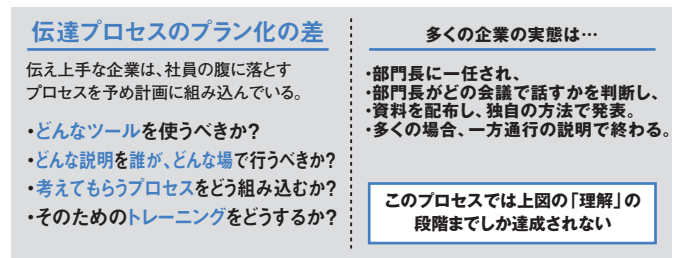 伝達プロセスのプラン化の差
伝え上手な企業は、社員の腹に落とす
プロセスを予め計画に組み込んでいる。
・どんなツールを使うべきか?
・どんな説明を誰が、どんな場で行うべきか?
・考えてもらうプロセスをどう組み込むか?
・そのためのトレーニングをどうするか?
多くの企業の実態は…
・部門長に一任され、
・部門長がどの会議で話すかを判断し、
・資料を配布し、独自の方法で発表。
・多くの場合、一方通行の説明で終わる。
このプロセスでは上図の「理解」の
段階までしか達成されない